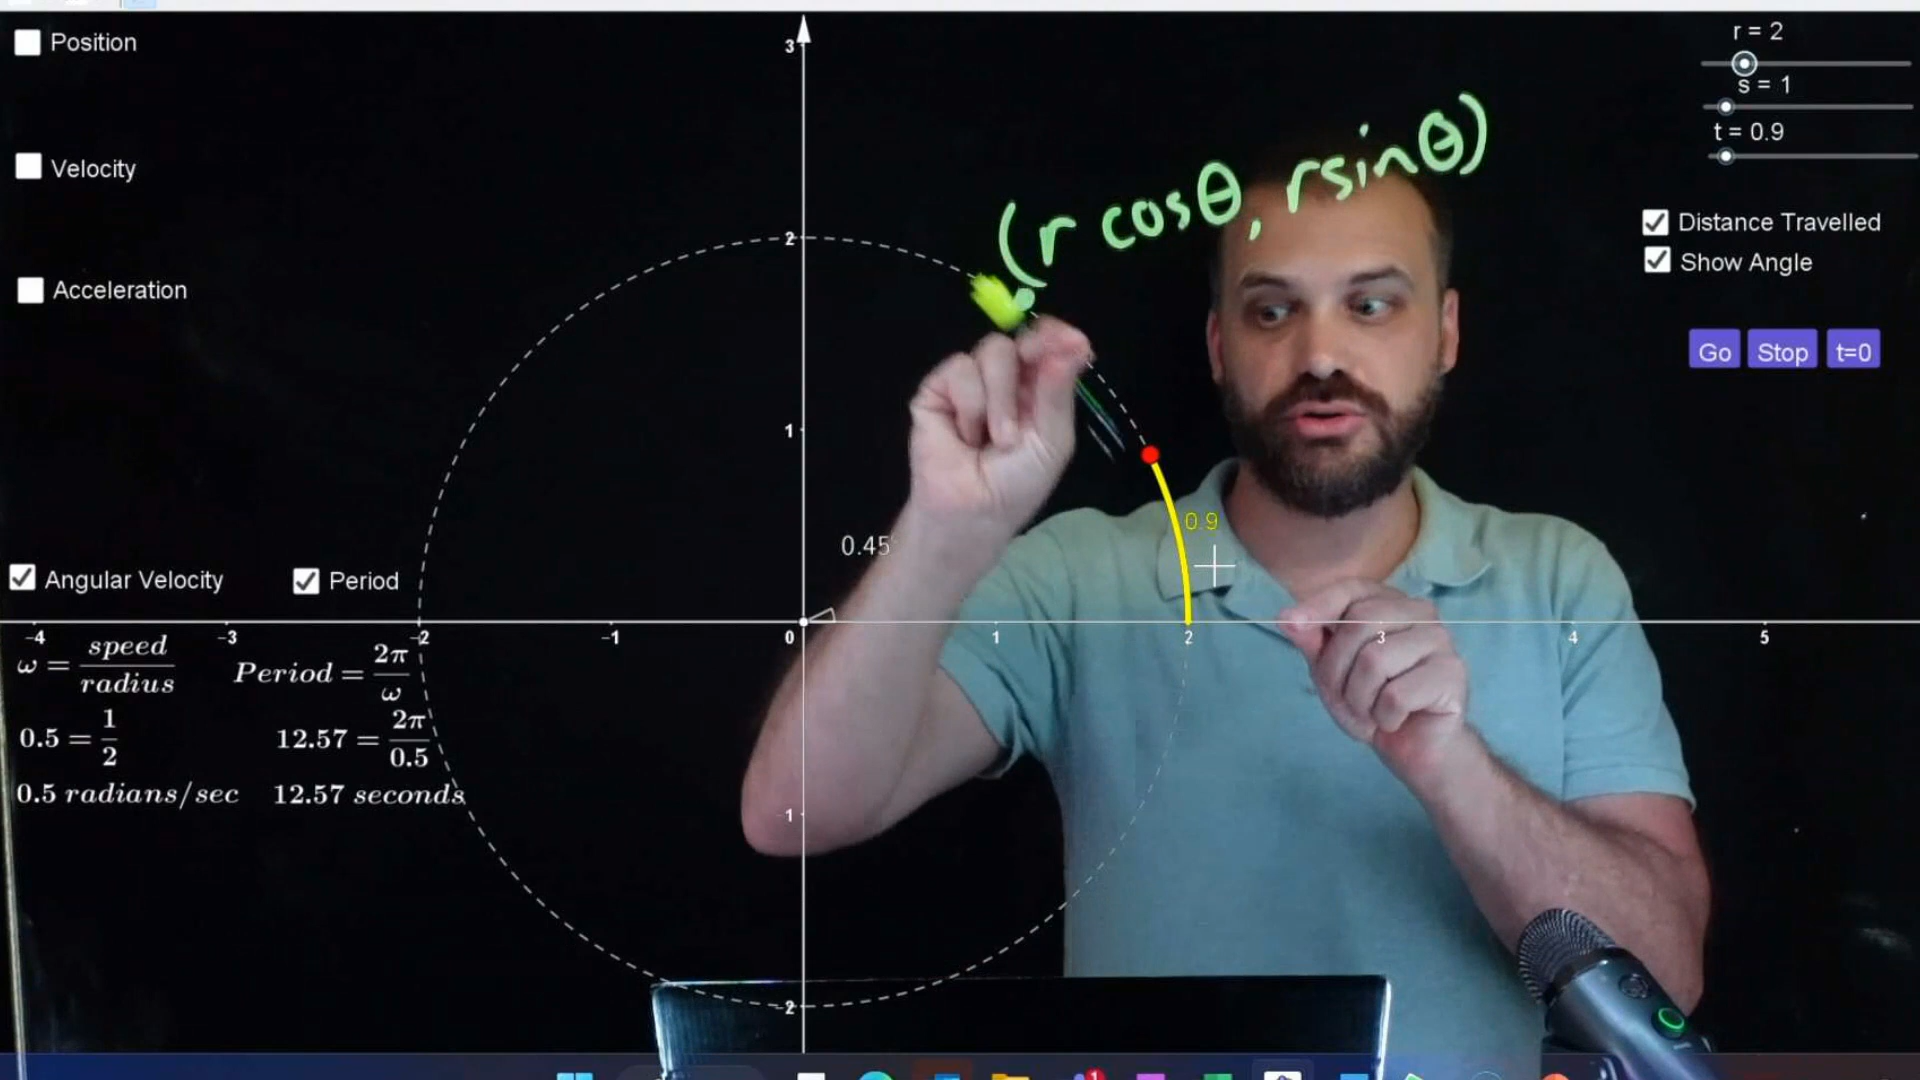 Position
Velocity
Acceleration
r = 2
s = 1
t = 0.9
Distance Travelled
Show Angle
Go Stop t=0
(r cosθ, rsinθ)
3
2
1
-1
-2
0.9
0.45
Angular Velocity
Period
-4 -3 -2 -1 0 1 2 3 4 5
ω = speed/radius
0.5 = 1/2
0.5 radians/sec
Period = 2π/ω
12.57 = 2π/0.5
12.57 seconds
1